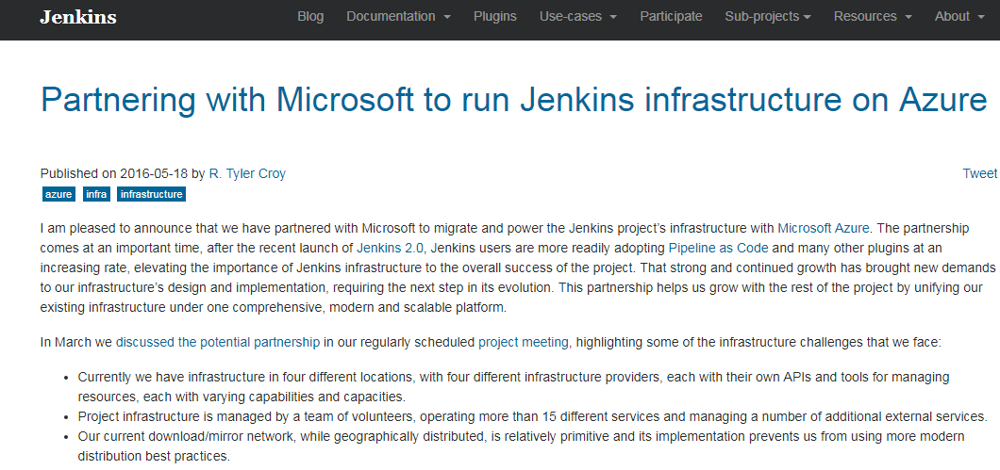 Jenkins Blog Documentation Plugins Use-cases Participate Sub-projects Resources About
Partnering with Microsoft to run Jenkins infrastructure on Azure
Published on 2016-05-18 by R. Tyler Croy Tweet
azure infra infrastructure
I am pleased to announce that we have partnered with Microsoft to migrate and power the Jenkins project's infrastructure with Microsoft Azure. The partnership
comes at an important time, after the recent launch of Jenkins 2.0, Jenkins users are more readily adopting Pipeline as Code and many other plugins at an
increasing rate, elevating the importance of Jenkins infrastructure to the overall success of the project. That strong and continued growth has brought new demands
to our infrastructure's design and implementation, requiring the next step in its evolution. This partnership helps us grow with the rest of the project by unifying our
existing infrastructure under one comprehensive, modern and scalable platform.
In March we discussed the potential partnership in our regularly scheduled project meeting, highlighting some of the infrastructure challenges that we face:
• Currently we have infrastructure in four different locations, with four different infrastructure providers, each with their own APIs and tools for managing
resources, each with varying capabilities and capacities.
• Project infrastructure is managed by a team of volunteers, operating more than 15 different services and managing a number of additional external services.
• Our current download/mirror network, while geographically distributed, is relatively primitive and its implementation prevents us from using more modern
distribution best practices.